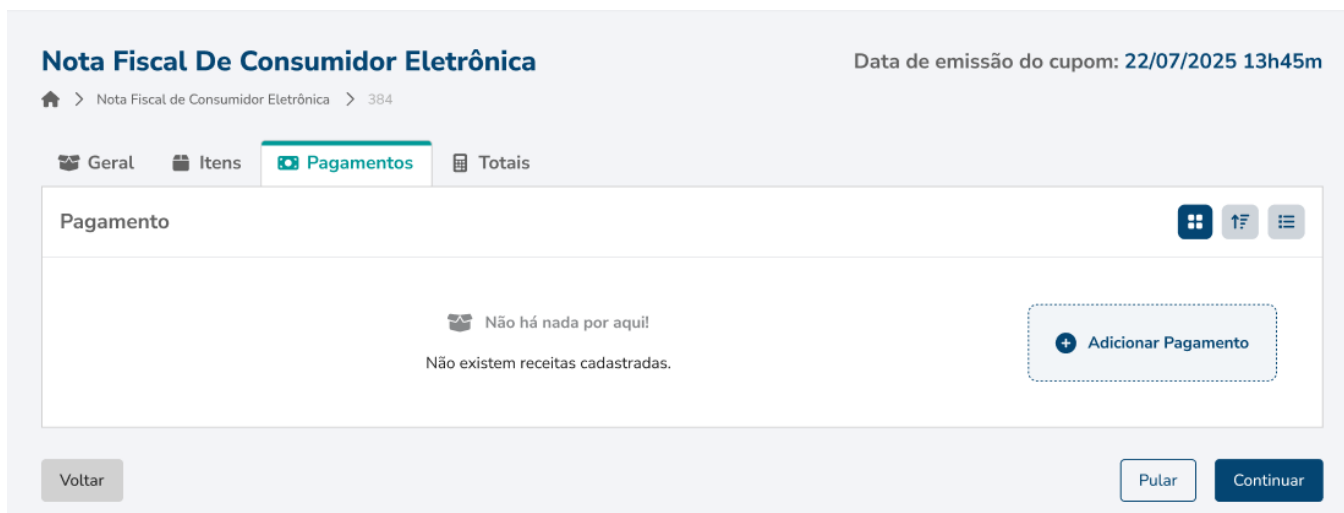 Nota Fiscal De Consumidor Eletrônica
Data de emissão do cupom: 22/07/2025 13h45m
Nota Fiscal de Consumidor Eletrônica > 384
Geral Itens Pagamentos Totais
Pagamento
Não há nada por aqui!
Não existem receitas cadastradas.
Adicionar Pagamento
Voltar
Pular Continuar